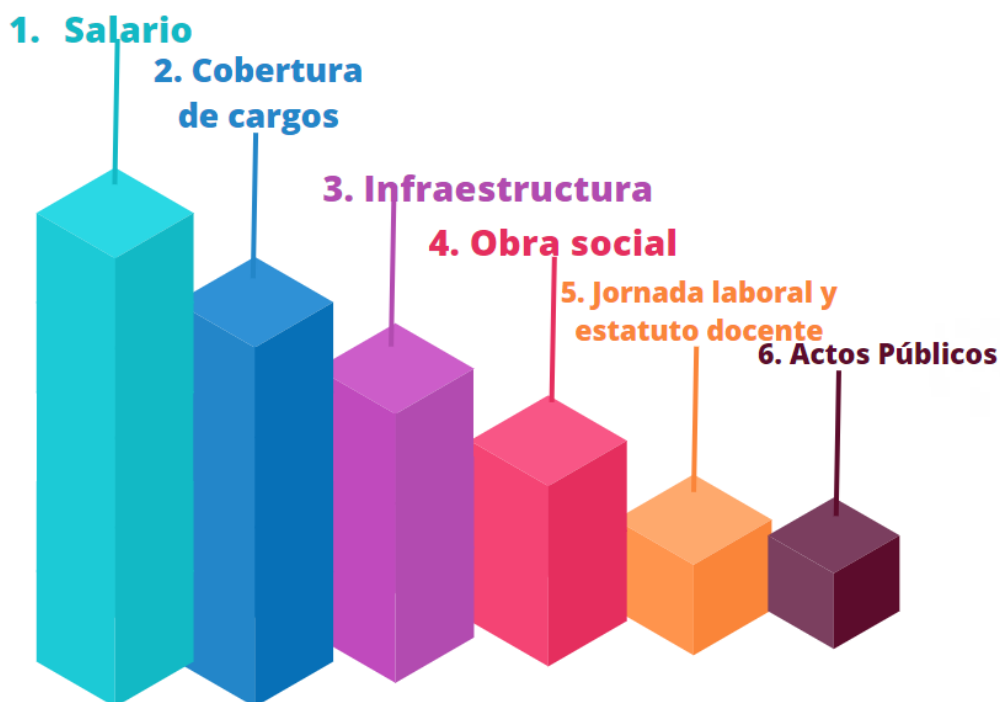 1. Salario
2. Cobertura
de cargos
3. Infraestructura
4. Obra social
5. Jornada laboral y
estatuto docente
6. Actos Públicos